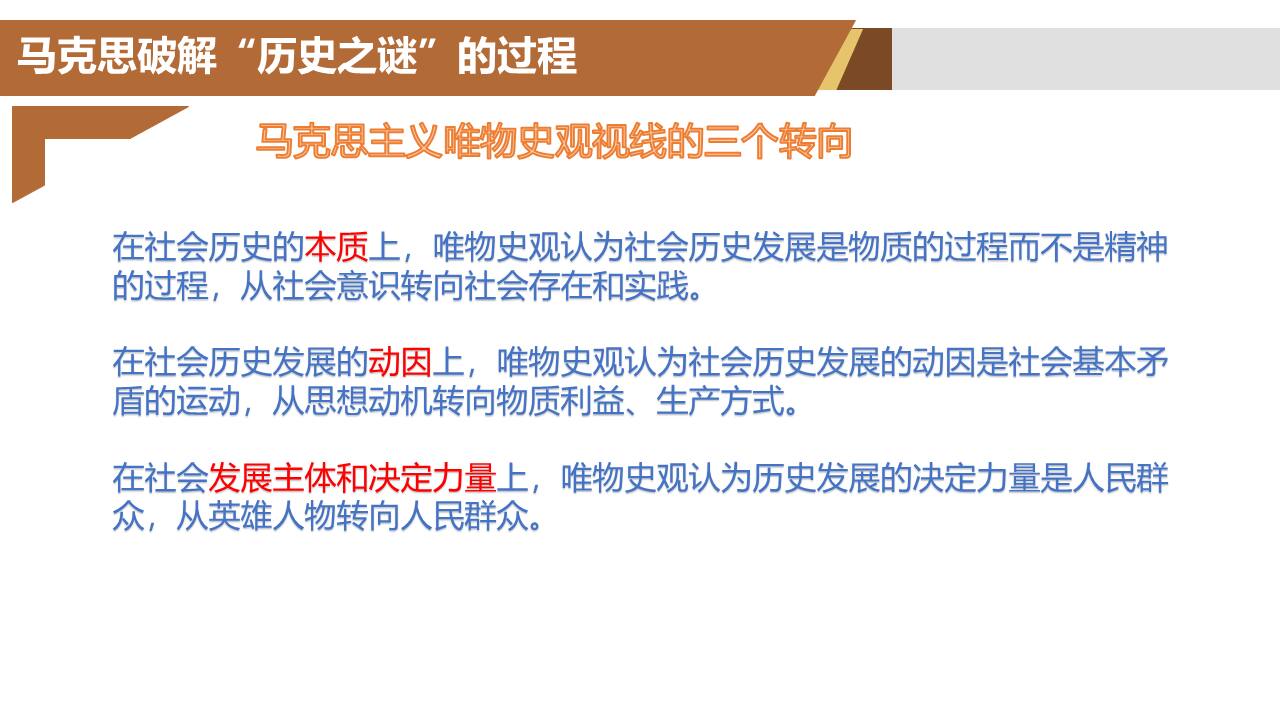 马克思破解“历史之谜”的过程
马克思主义唯物史观视线的三个转向
在社会历史的本质上，唯物史观认为社会历史发展是物质的过程而不是精神
的过程，从社会意识转向社会存在和实践。
在社会历史发展的动因上，唯物史观认为社会历史发展的动因是社会基本矛
盾的运动，从思想动机转向物质利益、生产方式。
在社会发展主体和决定力量上，唯物史观认为历史发展的决定力量是人民群
众，从英雄人物转向人民群众。